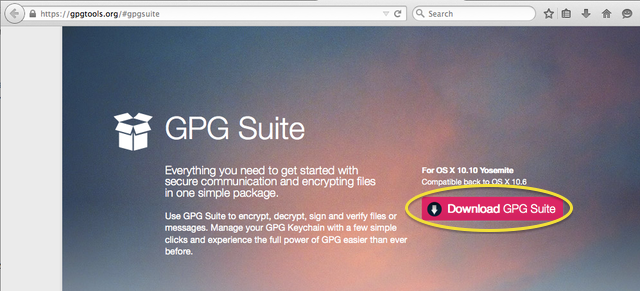 https://gpgtools.org/#gpgsuite
Search
GPG Suite
Everything you need to get started with
secure communication and encrypting files
in one simple package.
For OS X 10.10 Yosemite
Compatible back to OS X 10.6
Download GPG Suite
Use GPG Suite to encrypt, decrypt, sign and verify files or
messages. Manage your GPG Keychain with a few simple
clicks and experience the full power of GPG easier than ever
before.